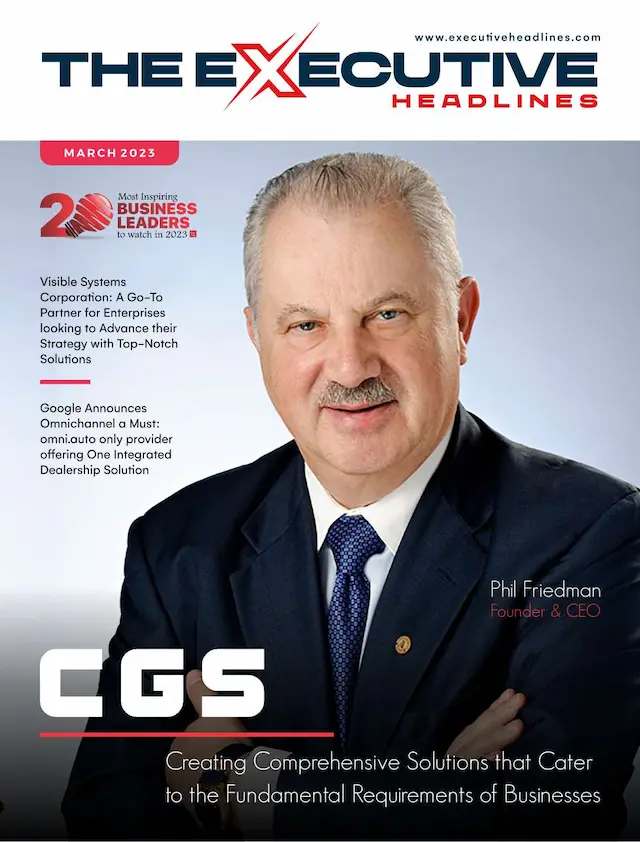 www.executiveheadlines.com
THE EXECUTIVE
HEADLINES
MARCH 2023
20
Most Inspiring
BUSINESS
LEADERS
to watch in 2023
Visible Systems
Corporation: A Go-To
Partner for Enterprises
looking to Advance their
Strategy with Top-Notch
Solutions
Google Announces
Omnichannel a Must:
omni.auto only provider
offering One Integrated
Dealership Solution
Phil Friedman
Founder & CEO
CGS
Creating Comprehensive Solutions that Cater
to the Fundamental Requirements of Businesses